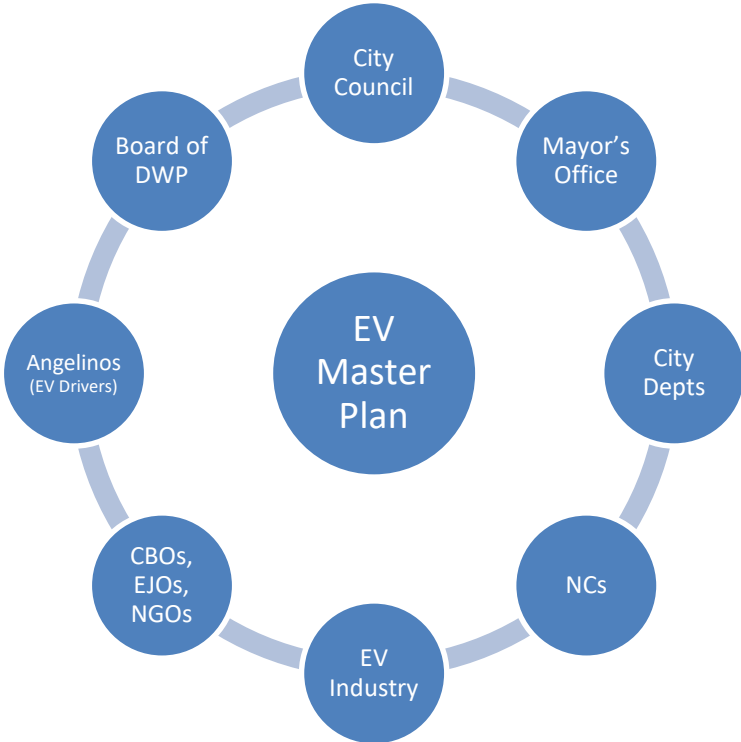 City
Council
Mayor's
Office
City
Depts
NCs
EV
Industry
CBOs,
EJOs,
NGOs
Angelinos
(EV Drivers)
Board of
DWP
EV
Master
Plan